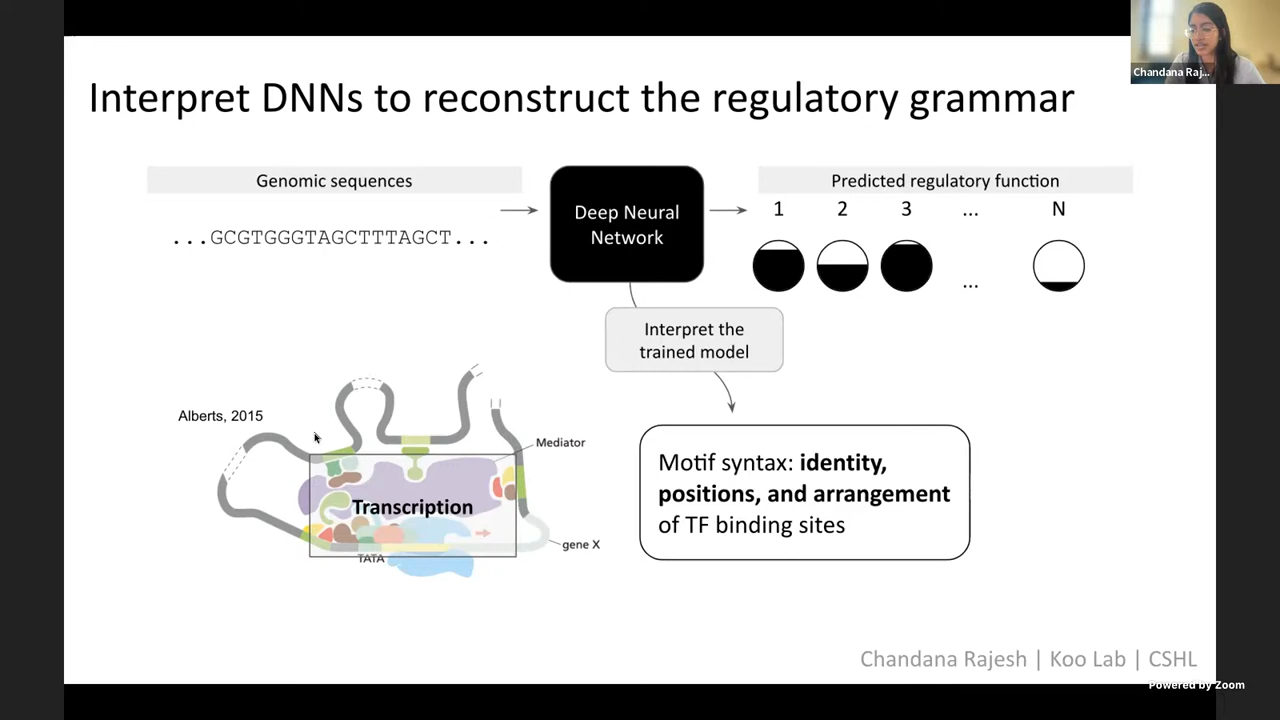 Chandana Raj...
Interpret DNNs to reconstruct the regulatory grammar
Genomic sequences
...GCGTGGGTAGCTTTAGCT...
Deep Neural
Network
Predicted regulatory function
1 2 3 ... N
...
Interpret the
trained model
Alberts, 2015
Mediator
Transcription
gene X
TATA
Motif syntax: identity,
positions, and arrangement
of TF binding sites
Chandana Rajesh | Koo Lab | CSHL
Powered by Zoom